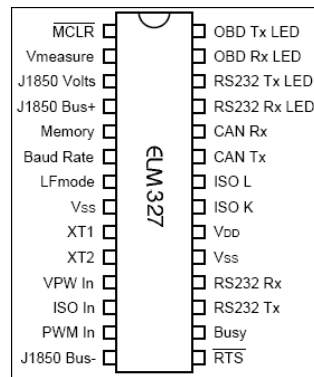 MCLR
Vmeasure
J1850 Volts
J1850 Bus+
Memory
Baud Rate
LFmode
Vss
XT1
XT2
VPW In
ISO In
PWM In
J1850 Bus-
ELM327
OBD Tx LED
OBD Rx LED
RS232 Tx LED
RS232 Rx LED
CAN Rx
CAN Tx
ISO L
ISO K
VDD
Vss
RS232 Rx
RS232 Tx
Busy
RTS